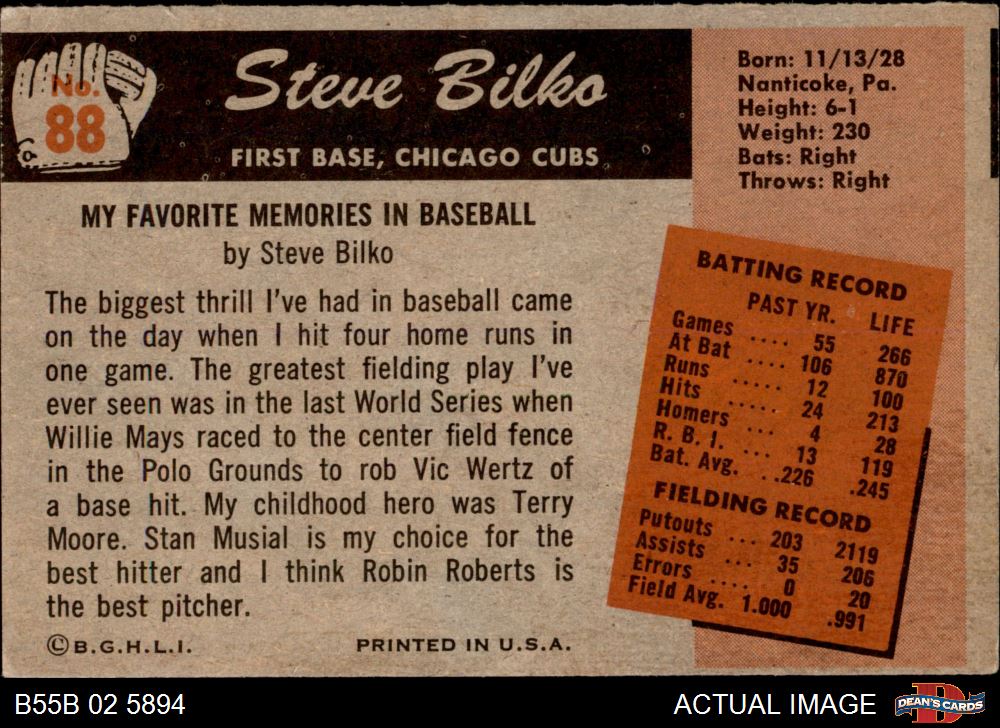 No. 88
Steve Bilko
FIRST BASE, CHICAGO CUBS
MY FAVORITE MEMORIES IN BASEBALL
by Steve Bilko
The biggest thrill I've had in baseball came
on the day when I hit four home runs in
one game. The greatest fielding play I've
ever seen was in the last World Series when
Willie Mays raced to the center field fence
in the Polo Grounds to rob Vic Wertz of
a base hit. My childhood hero was Terry
Moore. Stan Musial is my choice for the
best hitter and I think Robin Roberts is
the best pitcher.
©B.G.H.L.I. PRINTED IN U.S.A.
Born: 11/13/28
Nanticoke, Pa.
Height: 6-1
Weight: 230
Bats: Right
Throws: Right
BATTING RECORD
PAST YR. LIFE
Games .... 55 266
At Bat .... 106 870
Runs ..... 12 100
Hits ..... 24 213
Homers ... 4 28
R. B. I. ... 13 119
Bat. Avg. ..226 .245
FIELDING RECORD
Putouts ... 203 2119
Assists ... 35 206
Errors .... 0 20
Field Avg. 1.000 .991
B55B 02 5894 ACTUAL IMAGE
D
DEAN'S CARDS